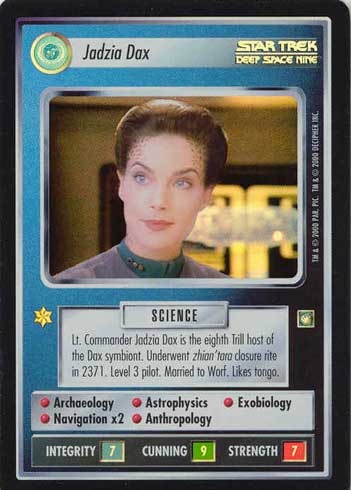 Jadzia Dax
STAR TREK
DEEP SPACE NINE
TM & © 2000 PAR. PIC. TM & © 2000 DECIPHER INC.
SCIENCE
Lt. Commander Jadzia Dax is the eighth Trill host of
the Dax symbiont. Underwent zhian'tara closure rite
in 2371. Level 3 pilot. Married to Worf. Likes tongo.
Archaeology Astrophysics Exobiology
Navigation x2 Anthropology
INTEGRITY 7 CUNNING 9 STRENGTH 7